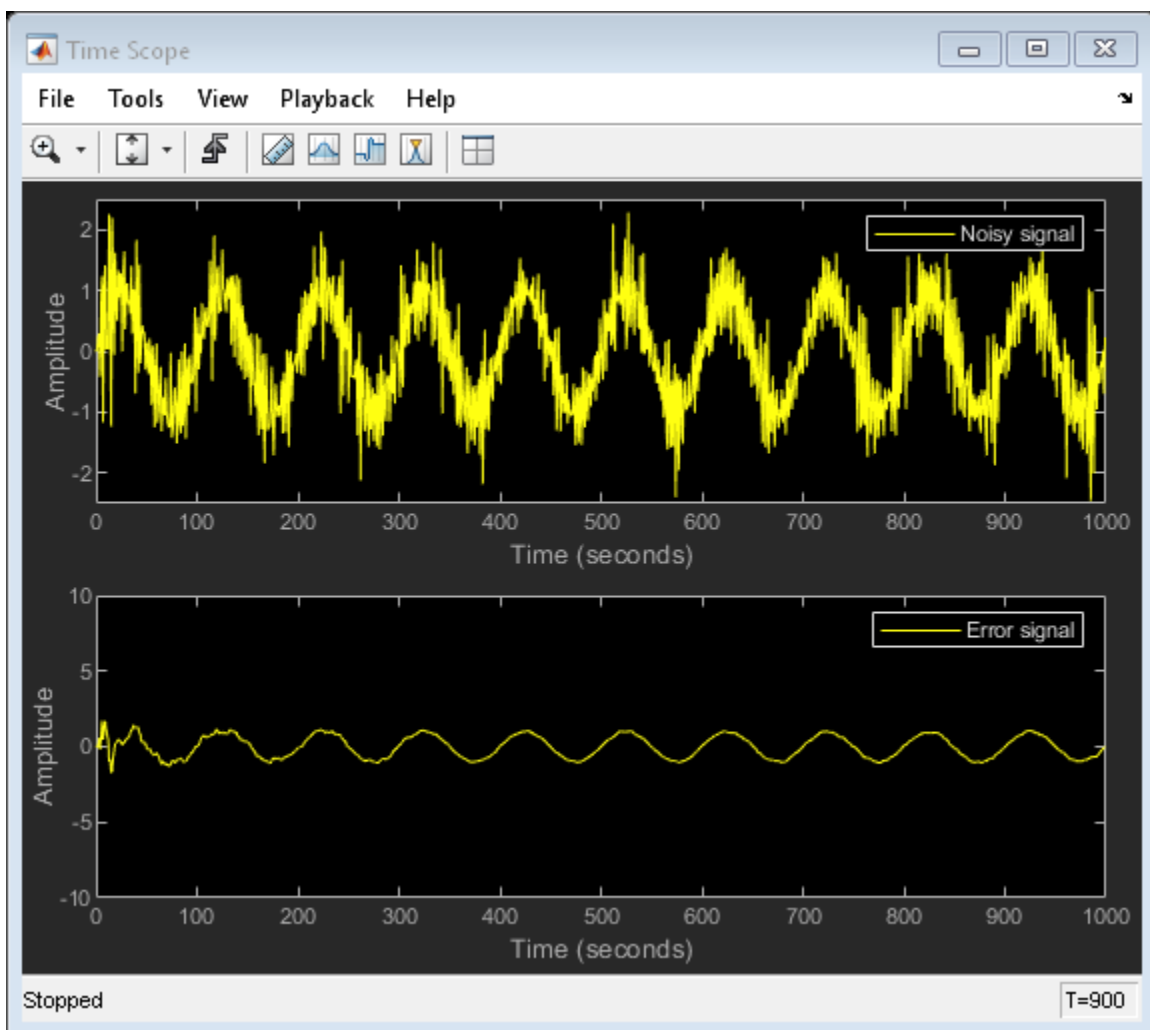 Time Scope
File Tools View Playback Help
2
1
0
-1
-2
Amplitude
Noisy signal
0 100 200 300 400 500 600 700 800 900 1000
Time (seconds)
10
5
0
-5
-10
Amplitude
Error signal
0 100 200 300 400 500 600 700 800 900 1000
Time (seconds)
Stopped T=900